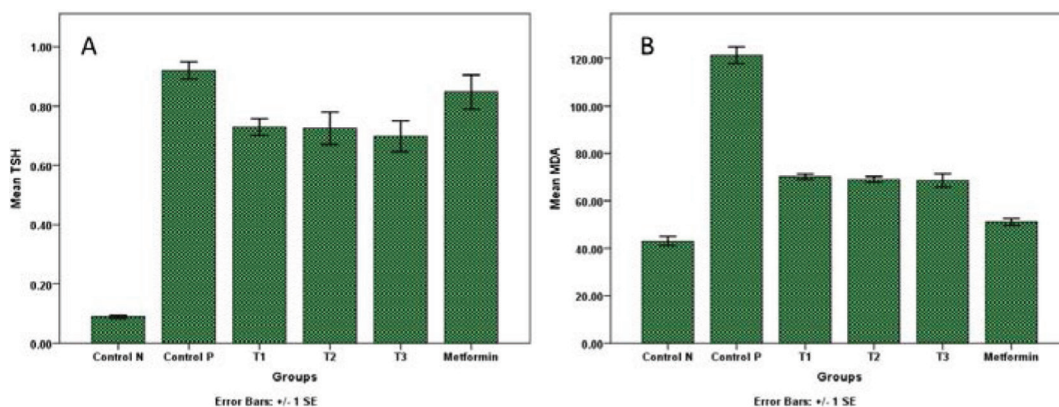 A
1.00
0.80
0.60
0.40
0.20
0.00
Mean TSH
Control N Control P T1 T2 T3 Metformin
Groups
Error Bars: +/- 1 SE
B
120.00
100.00
80.00
60.00
40.00
20.00
0.00
Mean MDA
Control N Control P T1 T2 T3 Metformin
Groups
Error Bars: +/- 1 SE